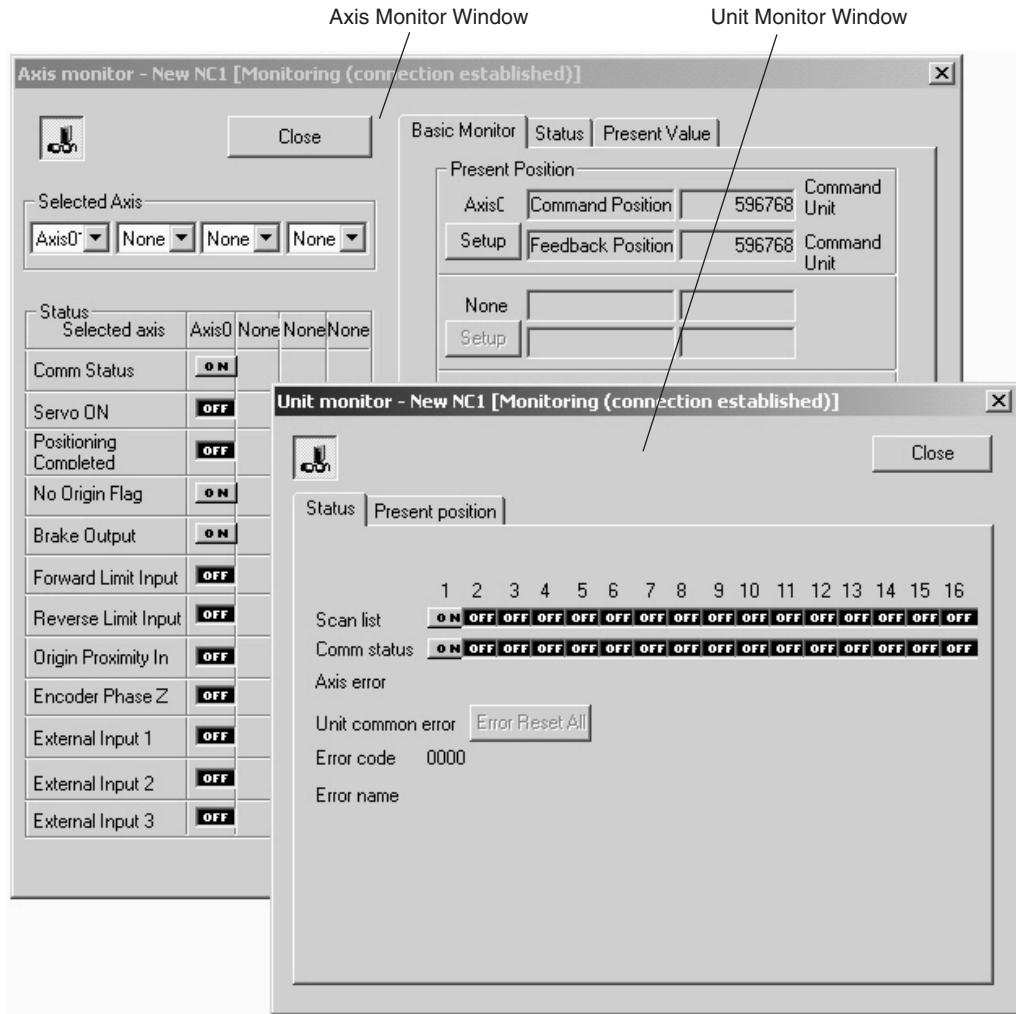 Axis Monitor Window Unit Monitor Window
Axis monitor - New NC1 [Monitoring (connection established)]
Close
Selected Axis
Axis0 None None None
Status
Selected axis Axis0 None None None
Comm Status ON
Servo ON OFF
Positioning
Completed OFF
No Origin Flag ON
Brake Output ON
Forward Limit Input OFF
Reverse Limit Input OFF
Origin Proximity In OFF
Encoder Phase Z OFF
External Input 1 OFF
External Input 2 OFF
External Input 3 OFF
Basic Monitor Status Present Value
Present Position
Command Position 596768 Command
Unit
Setup Feedback Position 596768 Command
Unit
None
Setup
Unit monitor - New NC1 [Monitoring (connection established)]
Close
Status Present position
1 2 3 4 5 6 7 8 9 10 11 12 13 14 15 16
Scan list ON OFF OFF OFF OFF OFF OFF OFF OFF OFF OFF OFF OFF OFF OFF OFF
Comm status ON OFF OFF OFF OFF OFF OFF OFF OFF OFF OFF OFF OFF OFF OFF OFF
Axis error
Unit common error Error Reset All
Error code 0000
Error name